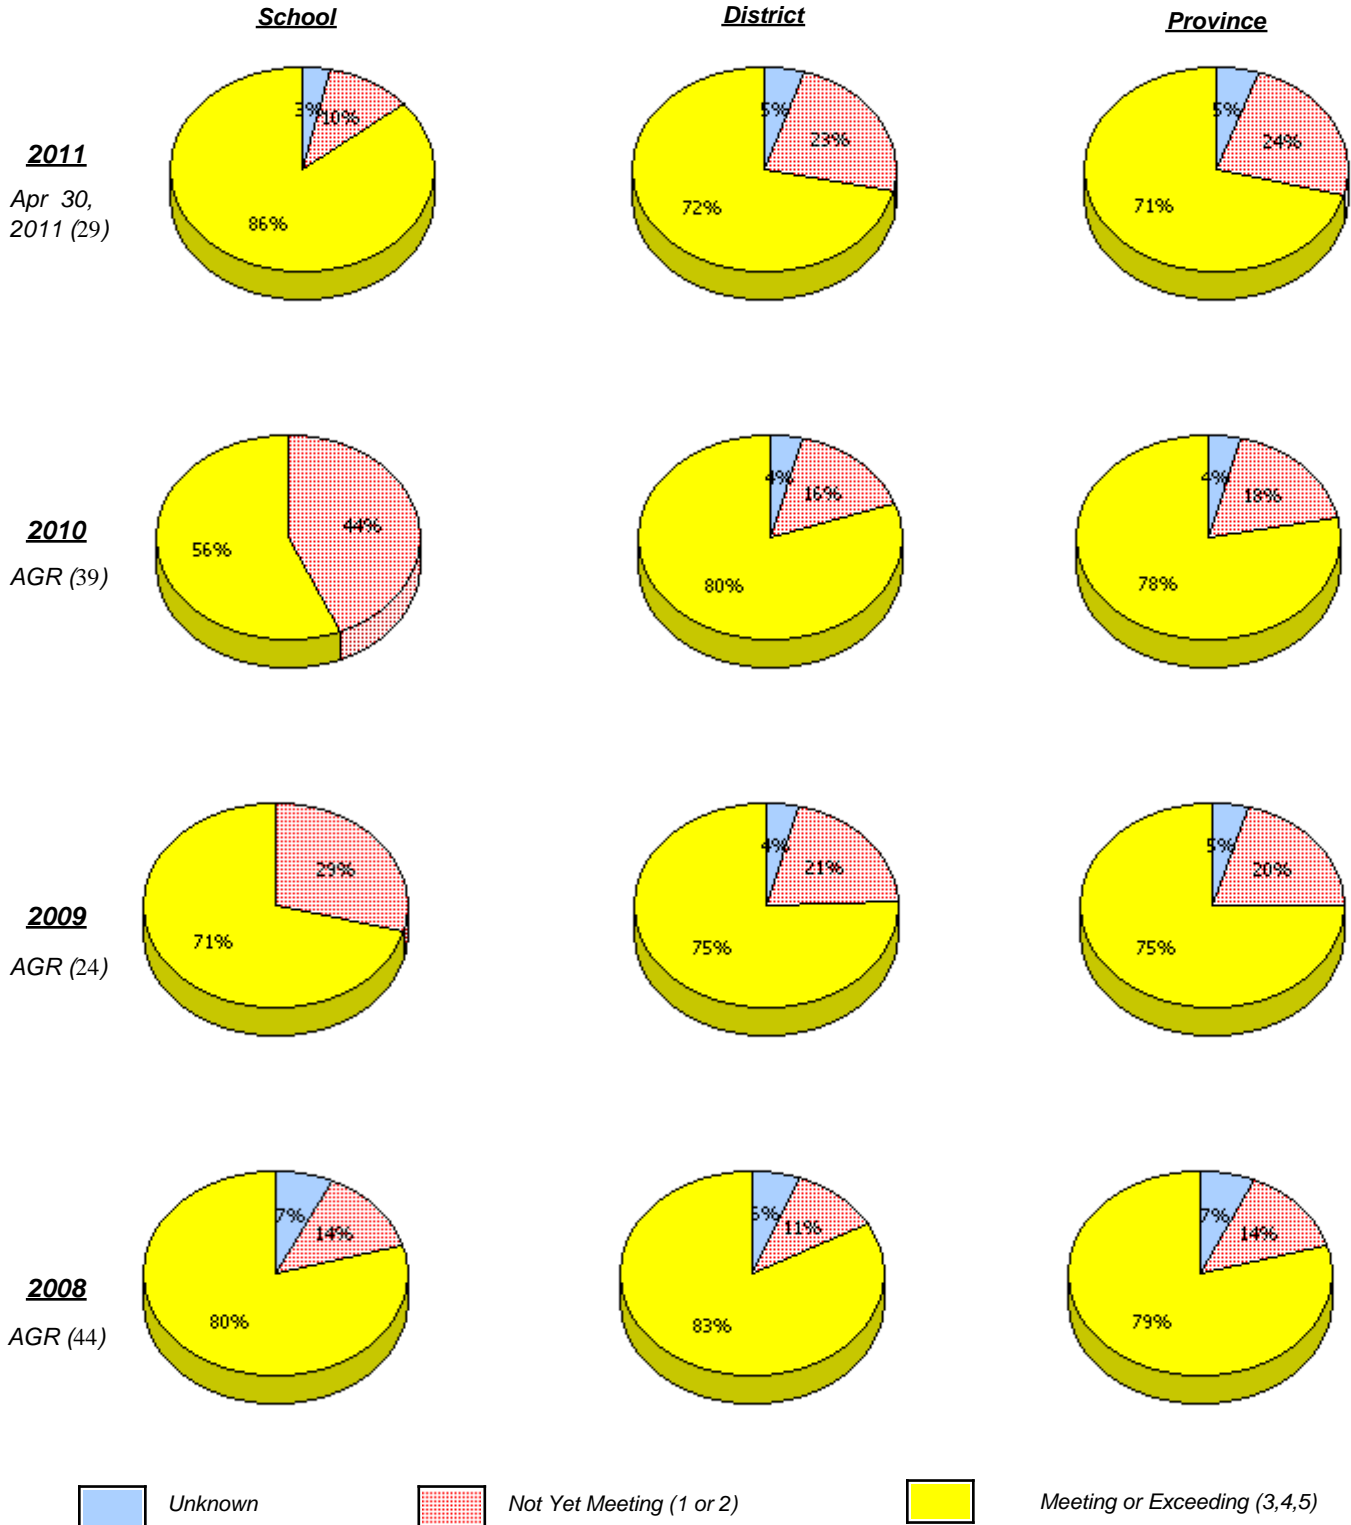 School District Province
3% 10% 5% 23% 5% 24%
2011
Apr 30,
2011 (29)
86% 72% 71%
44% 4% 16% 4% 18%
2010
56% 80% 78%
AGR (39)
29% 4% 21% 5% 20%
2009
71% 75% 75%
AGR (24)
7% 14% 11% 7% 14%
2008
80% 83% 79%
AGR (44)
Unknown Not Yet Meeting (1 or 2) Meeting or Exceeding (3,4,5)